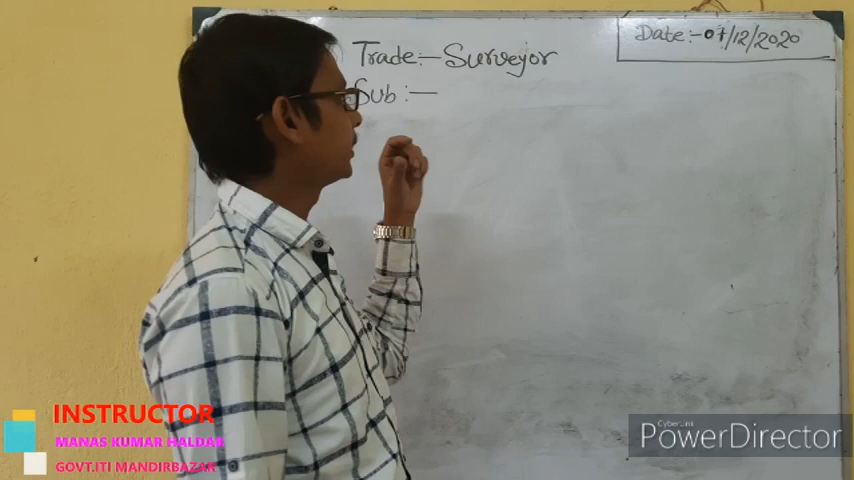 Trade:- Surveyor
Date:- 07/12/2020
Sub :-
INSTRUCTOR
MANAS KUMAR HALDAR
GOVT.ITI MANDIRBAZAR
CyberLink
PowerDirector